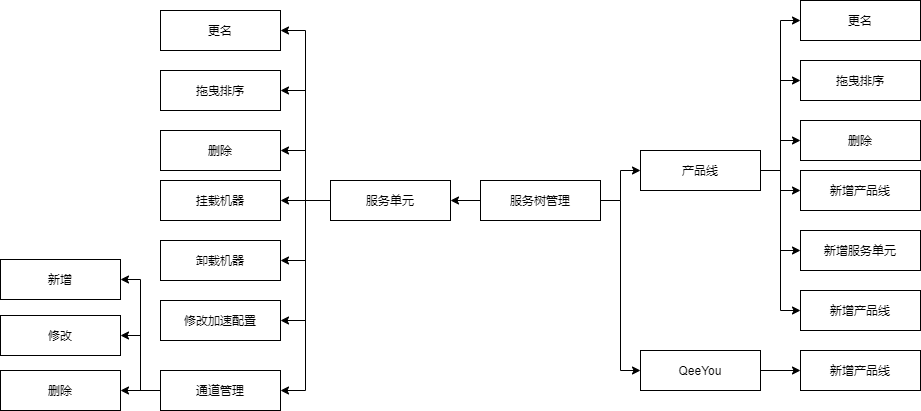 更名
更名
拖曳排序
拖曳排序
删除
删除
产品线
挂载机器
服务单元
服务树管理
新增产品线
卸载机器
新增服务单元
新增
修改加速配置
新增产品线
修改
QeeYou
新增产品线
删除
通道管理